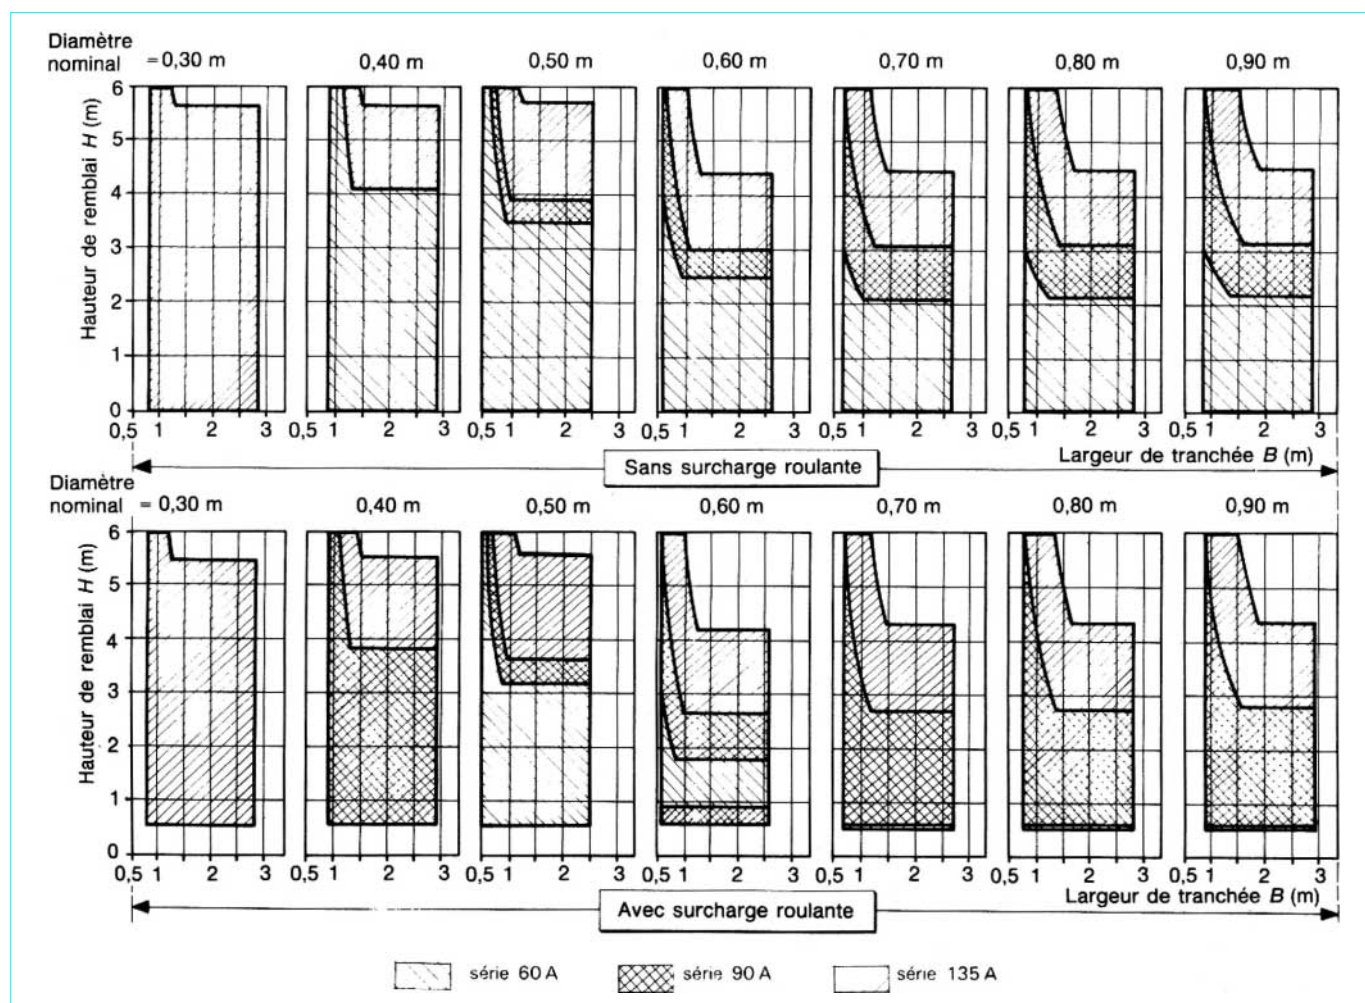 Diamètre
nominal = 0,30 m 0,40 m 0,50 m 0,60 m 0,70 m 0,80 m 0,90 m
Hauteur de remblai H (m)
6
5
4
3
2
1
0
0,5 1 2 3 0,5 1 2 3 0,5 1 2 3 0,5 1 2 3 0,5 1 2 3 0,5 1 2 3 0,5 1 2 3
Largeur de tranchée B (m)
Sans surcharge roulante
Diamètre
nominal = 0,30 m 0,40 m 0,50 m 0,60 m 0,70 m 0,80 m 0,90 m
Hauteur de remblai H (m)
6
5
4
3
2
1
0
0,5 1 2 3 0,5 1 2 3 0,5 1 2 3 0,5 1 2 3 0,5 1 2 3 0,5 1 2 3 0,5 1 2 3
Largeur de tranchée B (m)
Avec surcharge roulante
série 60 A série 90 A série 135 A